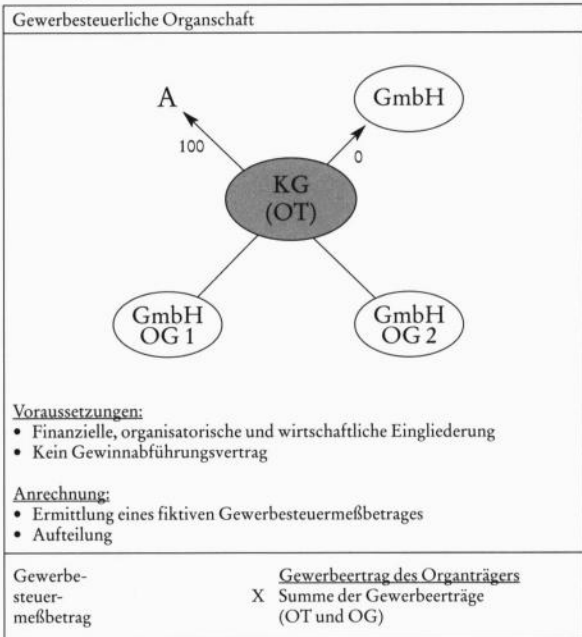 Gewerbesteuerliche Organschaft
A
GmbH
100
0
KG
(OT)
GmbH
OG 1
GmbH
OG 2
Voraussetzungen:
• Finanzielle, organisatorische und wirtschaftliche Eingliederung
• Kein Gewinnabführungsvertrag
Anrechnung:
• Ermittlung eines fiktiven Gewerbesteuermeßbetrages
• Aufteilung
Gewerbe-
steuer-
meßbetrag
X
Gewerbeertrag des Organträgers
Summe der Gewerbeerträge
(OT und OG)